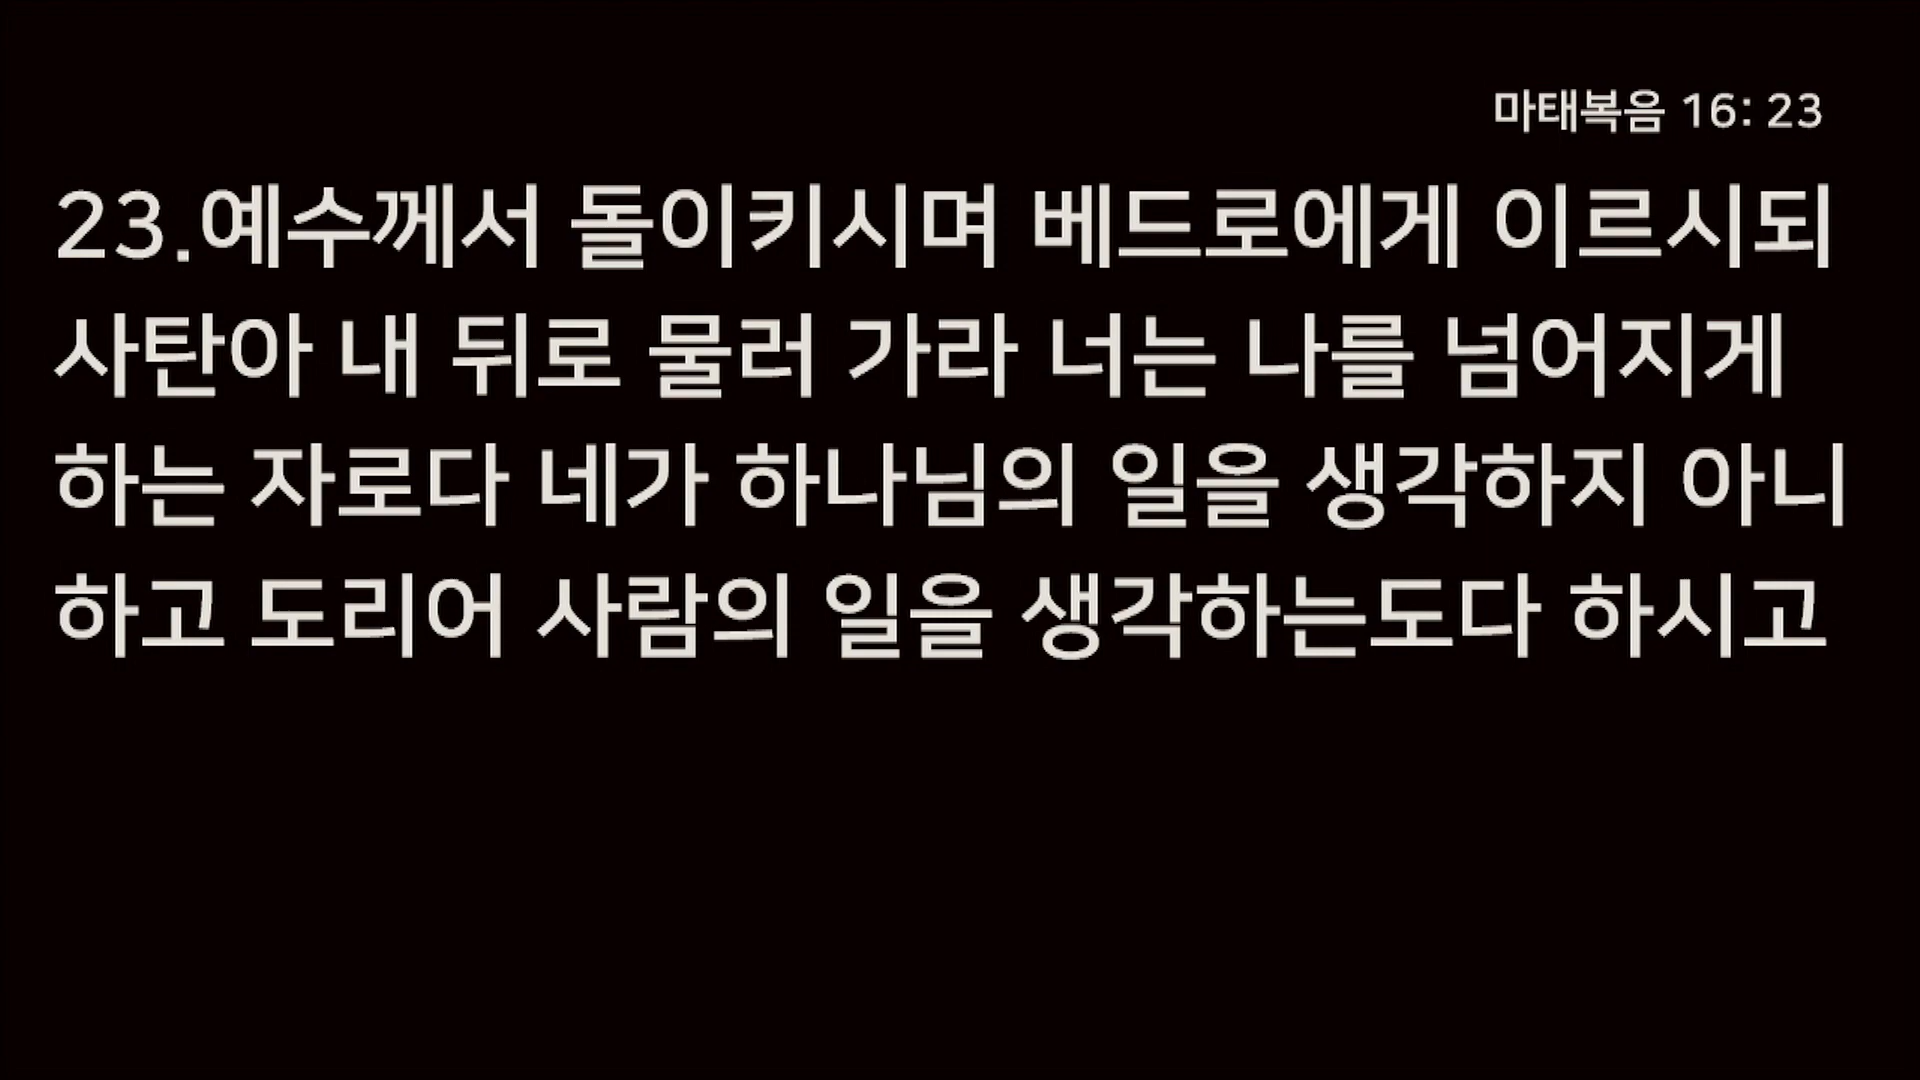 마태복음 16: 23
23.예수께서 돌이키시며 베드로에게 이르시되
사탄아 내 뒤로 물러 가라 너는 나를 넘어지게
하는 자로다 네가 하나님의 일을 생각하지 아니
하고 도리어 사람의 일을 생각하는도다 하시고